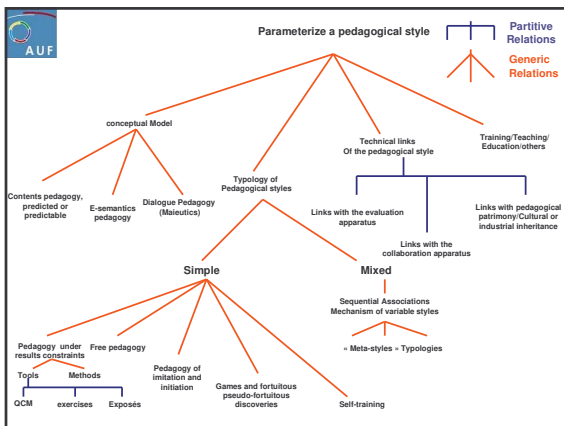 AUF
Parameterize a pedagogical style
Partitive
Relations
Generic
Relations
conceptual Model
Technical links
Of the pedagogical style
Training/Teaching/
Education/others
Typology of
Pedagogical styles
Contents pedagogy,
predicted or
predictable
E-semantics
pedagogy
Dialogue Pedagogy
(Maieutics)
Links with the evaluation
apparatus
Links with the
collaboration apparatus
Links with pedagogical
patrimony/Cultural or
industrial inheritance
Simple
Mixed
Sequential Associations
Mechanism of variable styles
Pedagogy under
results constraints
Free pedagogy
Pedagogy of
imitation and
initiation
Games and fortuitous
pseudo-fortuitous
discoveries
Self-training
« Meta-styles » Typologies
Tools
Methods
QCM
exercises
Exposés